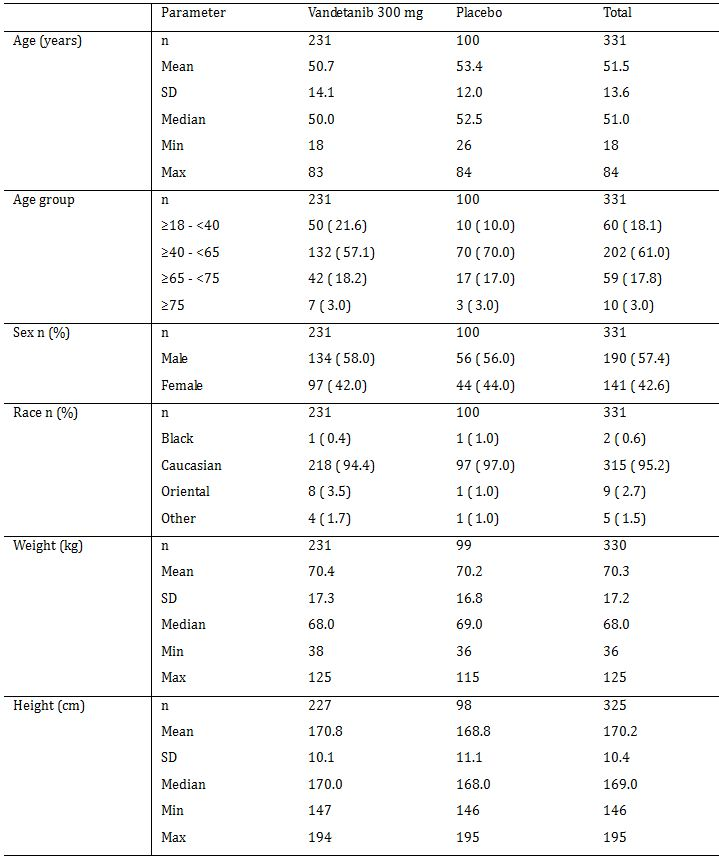 Parameter Vandetanib 300 mg Placebo Total
Age (years) n 231 100 331
Mean 50.7 53.4 51.5
SD 14.1 12.0 13.6
Median 50.0 52.5 51.0
Min 18 26 18
Max 83 84 84
Age group n 231 100 331
≥18 - <40 50 ( 21.6) 10 ( 10.0) 60 ( 18.1)
≥40 - <65 132 ( 57.1) 70 ( 70.0) 202 ( 61.0)
≥65 - <75 42 ( 18.2) 17 ( 17.0) 59 ( 17.8)
≥75 7 ( 3.0) 3 ( 3.0) 10 ( 3.0)
Sex n (%) n 231 100 331
Male 134 ( 58.0) 56 ( 56.0) 190 ( 57.4)
Female 97 ( 42.0) 44 ( 44.0) 141 ( 42.6)
Race n (%) n 231 100 331
Black 1 ( 0.4) 1 ( 1.0) 2 ( 0.6)
Caucasian 218 ( 94.4) 97 ( 97.0) 315 ( 95.2)
Oriental 8 ( 3.5) 1 ( 1.0) 9 ( 2.7)
Other 4 ( 1.7) 1 ( 1.0) 5 ( 1.5)
Weight (kg) n 231 99 330
Mean 70.4 70.2 70.3
SD 17.3 16.8 17.2
Median 68.0 69.0 68.0
Min 38 36 36
Max 125 115 125
Height (cm) n 227 98 325
Mean 170.8 168.8 170.2
SD 10.1 11.1 10.4
Median 170.0 168.0 169.0
Min 147 146 146
Max 194 195 195